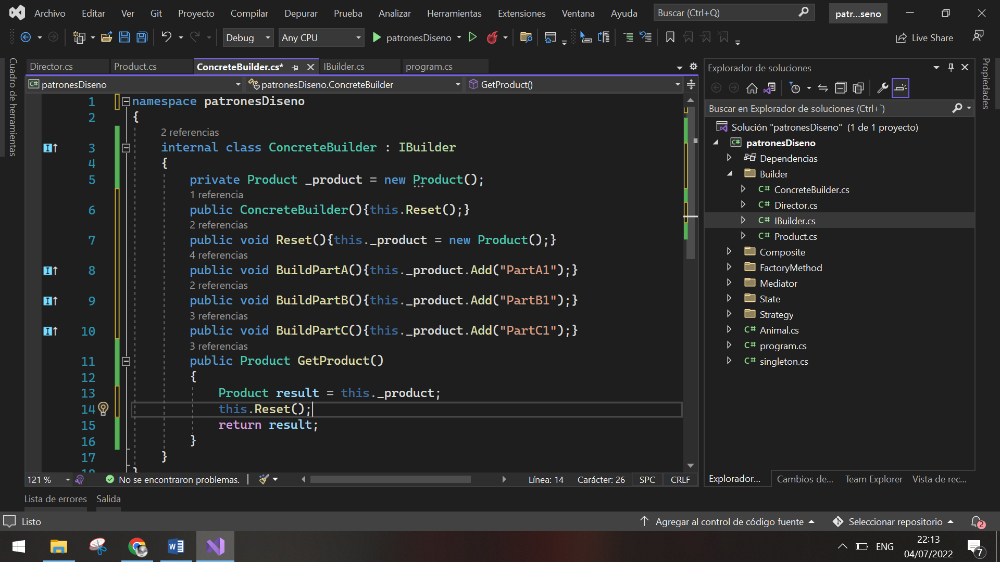 Archivo Editar Ver Git Proyecto Compilar Depurar Prueba Analizar Herramientas Extensiones Ventana Ayuda Buscar (Ctrl+Q) patr...seno
Debug Any CPU patronesDiseno Live Share
Cuadro de herramientas
Director.cs Product.cs ConcreteBuilder.cs* IBuilder.cs program.cs
patronesDiseno patronesDiseno.ConcreteBuilder GetProduct()
1 namespace patronesDiseno
2 {
2 referencias
3 internal class ConcreteBuilder : IBuilder
4 {
5 private Product _product = new Product();
1 referencia
6 public ConcreteBuilder(){this.Reset();}
2 referencias
7 public void Reset(){this._product = new Product();}
4 referencias
8 public void BuildPartA(){this._product.Add("PartA1");}
2 referencias
9 public void BuildPartB(){this._product.Add("PartB1");}
3 referencias
10 public void BuildPartC(){this._product.Add("PartC1");}
3 referencias
11 public Product GetProduct()
12 {
13 Product result = this._product;
14 this.Reset();
15 return result;
16 }
17 }
18 }
121 % No se encontraron problemas. Línea: 14 Carácter: 26 SPC CRLF
Explorador de soluciones
Buscar en Explorador de soluciones (Ctrl+`)
Solución "patronesDiseno" (1 de 1 proyecto)
C# patronesDiseno
Dependencias
Builder
C# ConcreteBuilder.cs
C# Director.cs
C# IBuilder.cs
C# Product.cs
Composite
FactoryMethod
Mediator
State
Strategy
C# Animal.cs
C# program.cs
C# singleton.cs
Explorador... Cambios de... Team Explorer Vista de rec...
Propiedades
Lista de errores Salida
Listo Agregar al control de código fuente Seleccionar repositorio 2
ENG 22:13
04/07/2022 7